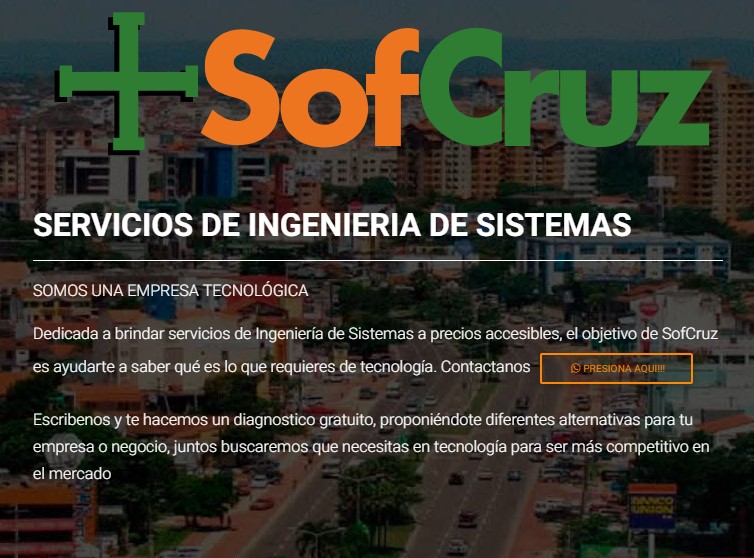 SofCruz
SERVICIOS DE INGENIERIA DE SISTEMAS
SOMOS UNA EMPRESA TECNOLÓGICA
Dedicada a brindar servicios de Ingeniería de Sistemas a precios accesibles, el objetivo de SofCruz
es ayudarte a saber qué es lo que requieres de tecnología. Contactanos PRESIONA AQUI!!!
Escribenos y te hacemos un diagnostico gratuito, proponiéndote diferentes alternativas para tu
empresa o negocio, juntos buscaremos que necesitas en tecnología para ser más competitivo en
el mercado
BANCO
UNION